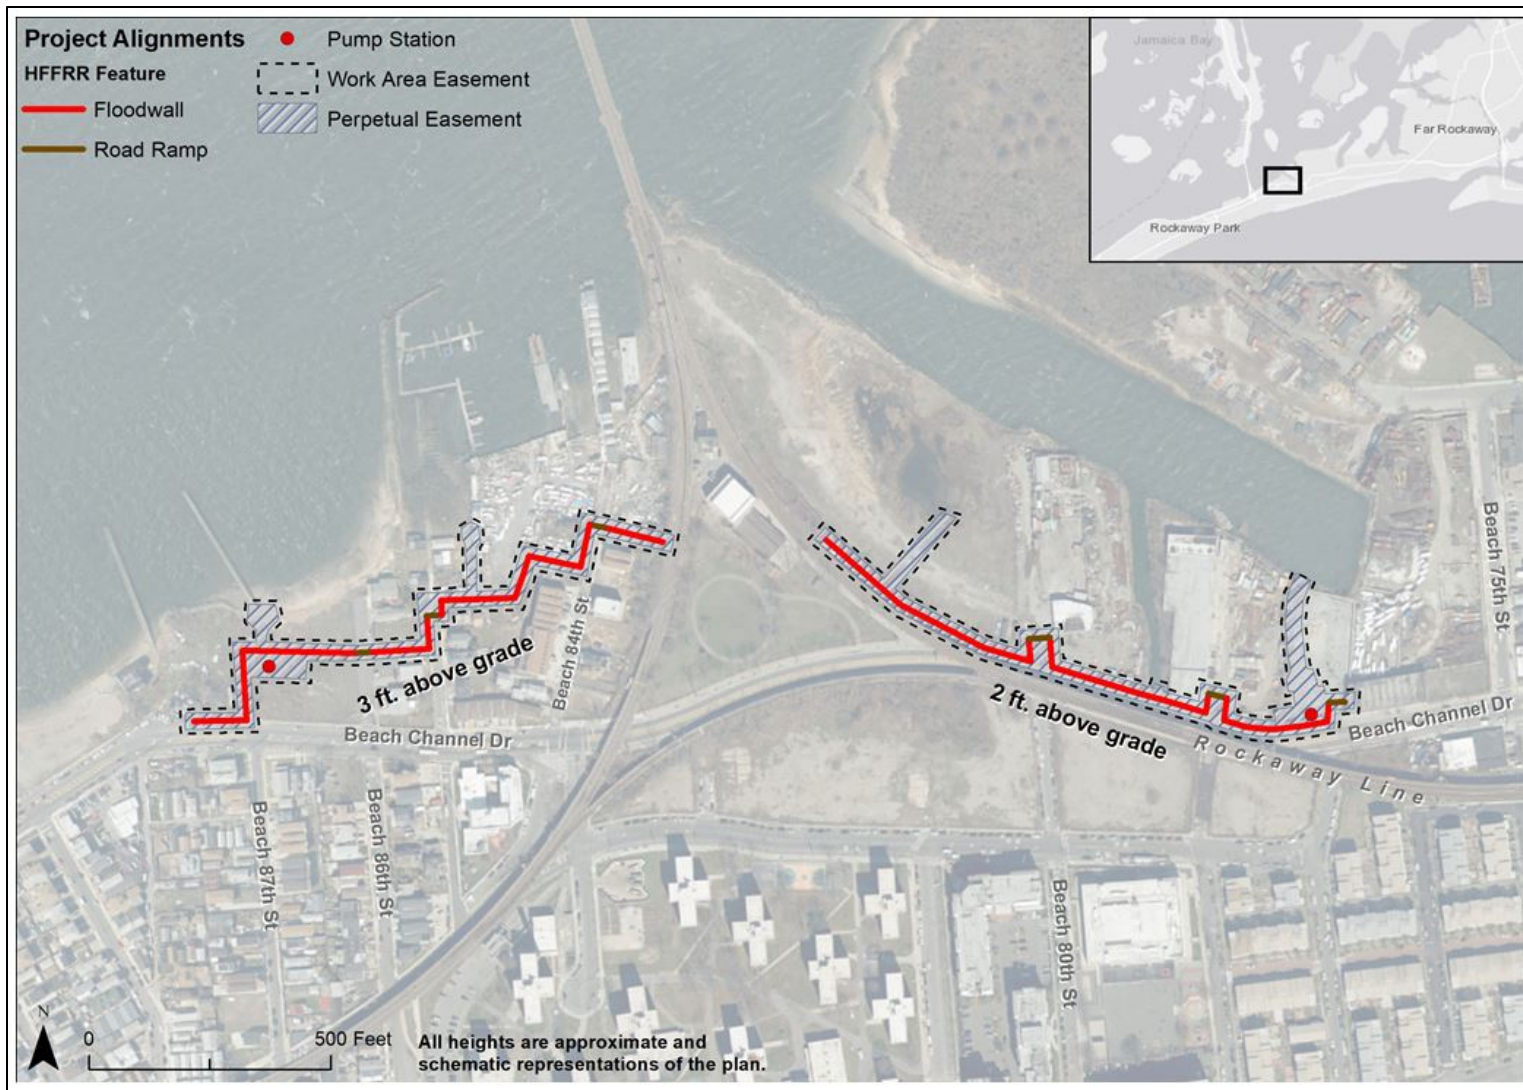 Project Alignments
HFFRR Feature
Floodwall
Road Ramp
Pump Station
Work Area Easement
Perpetual Easement
Jamaica Bay
Far Rockaway
Rockaway Park
3 ft. above grade
2 ft. above grade
Beach 84th St
Beach 75th St
Beach Channel Dr
Beach Channel Dr
Rockaway Line
Beach 87th St
Beach 86th St
Beach 80th St
N
0
500 Feet
All heights are approximate and
schematic representations of the plan.